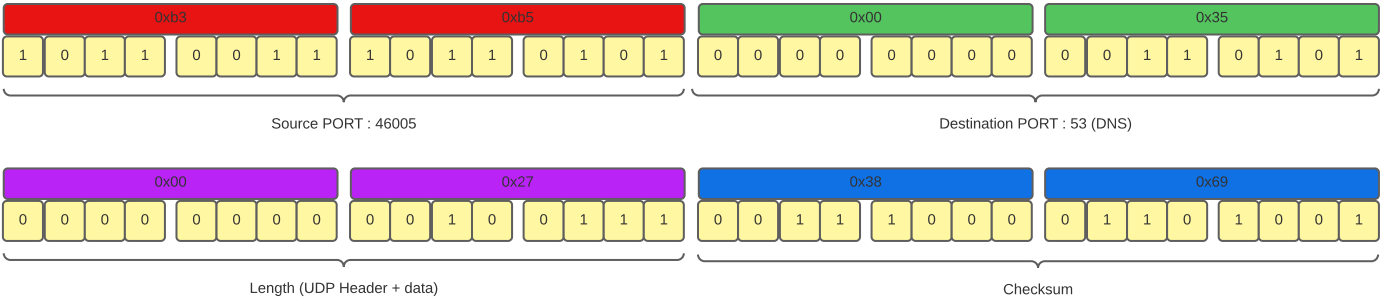 0xb3 0xb5 0x00 0x35
1 0 1 1 0 0 1 1 1 0 1 1 0 1 0 1 0 0 0 0 0 0 0 0 0 0 1 1 0 1 0 1
Source PORT : 46005 Destination PORT : 53 (DNS)
0x00 0x27 0x38 0x69
0 0 0 0 0 0 0 0 0 0 1 0 0 1 1 1 0 0 1 1 1 0 0 0 0 1 1 0 1 0 0 1
Length (UDP Header + data) Checksum